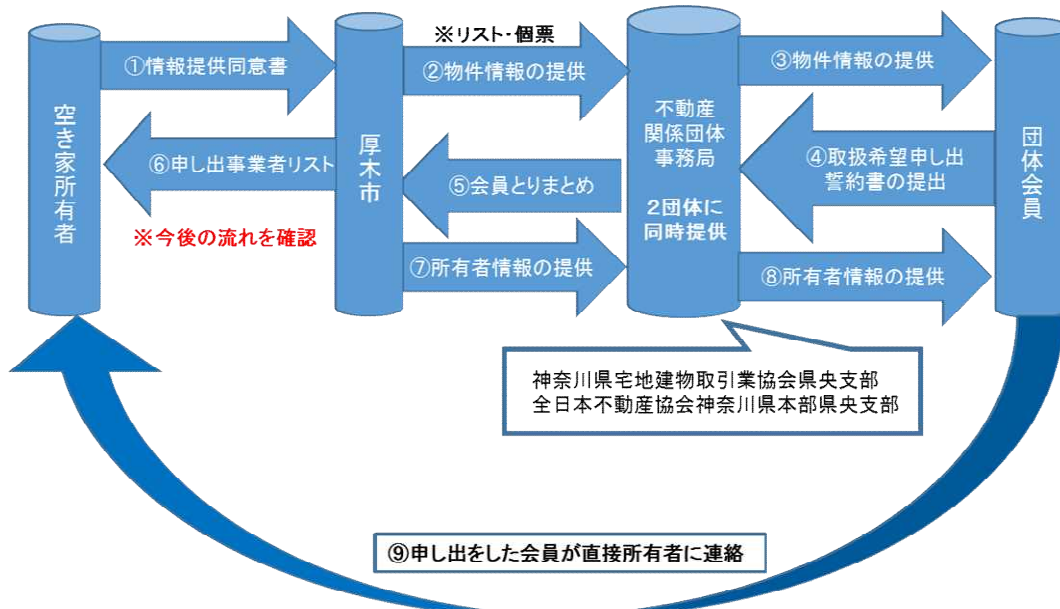 ※リスト・個票
①情報提供同意書
②物件情報の提供
③物件情報の提供
空き家所有者
厚木市
不動産
関係団体
事務局
2団体に
同時提供
団体会員
⑥申し出事業者リスト
⑤会員とりまとめ
④取扱希望申し出
誓約書の提出
※今後の流れを確認
⑦所有者情報の提供
⑧所有者情報の提供
神奈川県宅地建物取引業協会県央支部
全日本不動産協会神奈川県本部県央支部
⑨申し出をした会員が直接所有者に連絡